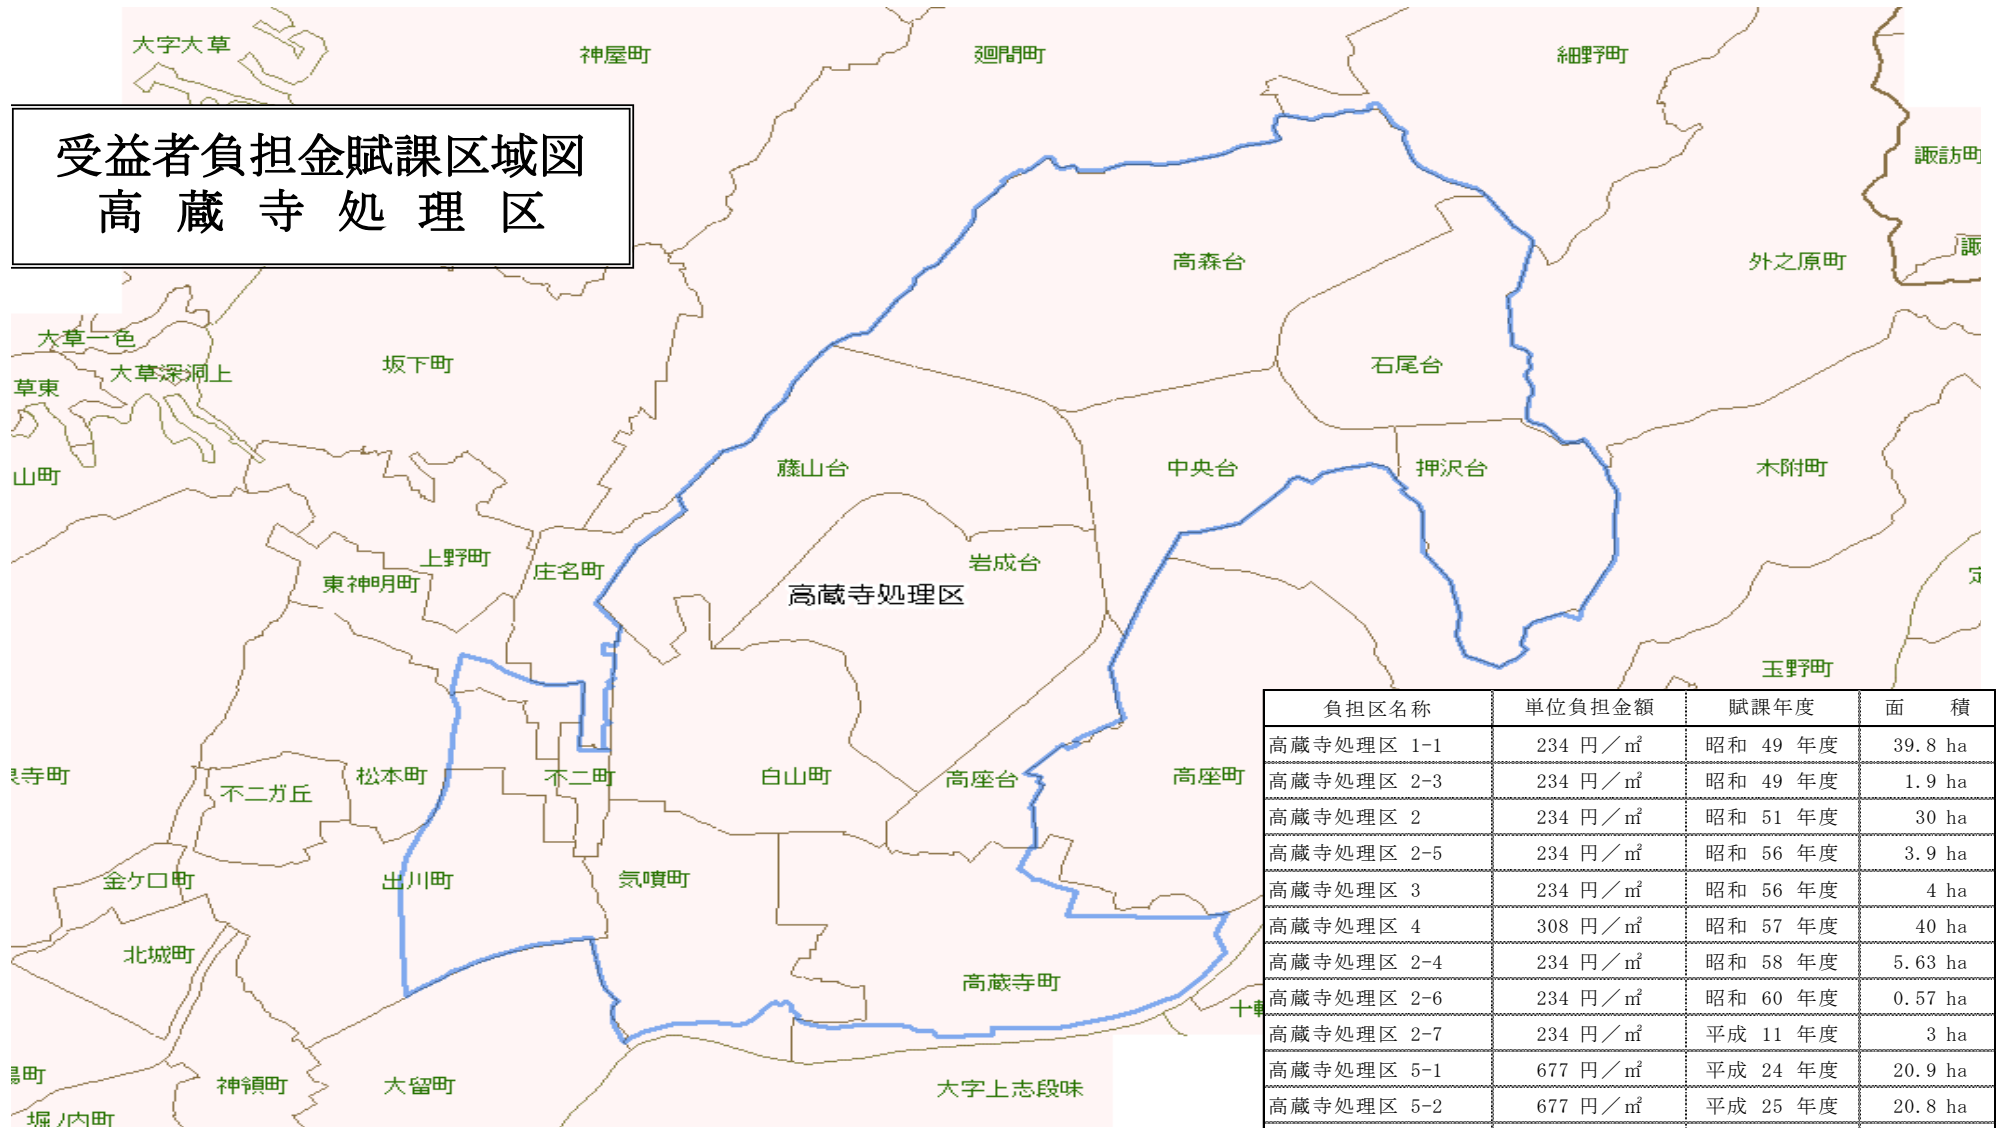 大字大草
神屋町
廻間町
細野町
受益者負担金賦課区域図
高蔵寺処理区
諏訪町
高森台
外之原町
大草一色
大草深洞上
坂下町
石尾台
草東
山町
藤山台
中央台
押沢台
木附町
上野町
庄名町
岩成台
東神明町
高蔵寺処理区
玉野町
松本町
不二町
白山町
高座台
高座町
不二ガ丘
金ケ口町
出川町
気噴町
北城町
高蔵寺町
神領町
大留町
大字上志段味
堀ノ内町
負担区名称 単位負担金額 賦課年度 面 積
高蔵寺処理区 1-1 234 円／㎡ 昭和 49 年度 39.8 ha
高蔵寺処理区 2-3 234 円／㎡ 昭和 49 年度 1.9 ha
高蔵寺処理区 2 234 円／㎡ 昭和 51 年度 30 ha
高蔵寺処理区 2-5 234 円／㎡ 昭和 56 年度 3.9 ha
高蔵寺処理区 3 234 円／㎡ 昭和 56 年度 4 ha
高蔵寺処理区 4 308 円／㎡ 昭和 57 年度 40 ha
高蔵寺処理区 2-4 234 円／㎡ 昭和 58 年度 5.63 ha
高蔵寺処理区 2-6 234 円／㎡ 昭和 60 年度 0.57 ha
高蔵寺処理区 2-7 234 円／㎡ 平成 11 年度 3 ha
高蔵寺処理区 5-1 677 円／㎡ 平成 24 年度 20.9 ha
高蔵寺処理区 5-2 677 円／㎡ 平成 25 年度 20.8 ha